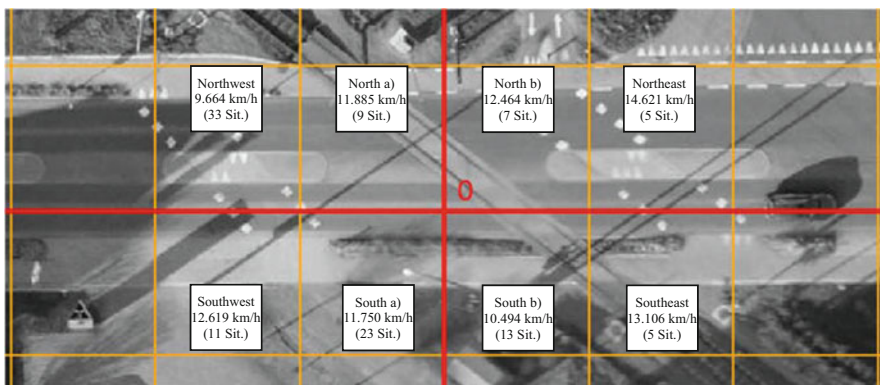 Northwest
9.664 km/h
(33 Sit.)
North a)
11.885 km/h
(9 Sit.)
North b)
12.464 km/h
(7 Sit.)
Northeast
14.621 km/h
(5 Sit.)
0
Southwest
12.619 km/h
(11 Sit.)
South a)
11.750 km/h
(23 Sit.)
South b)
10.494 km/h
(13 Sit.)
Southeast
13.106 km/h
(5 Sit.)